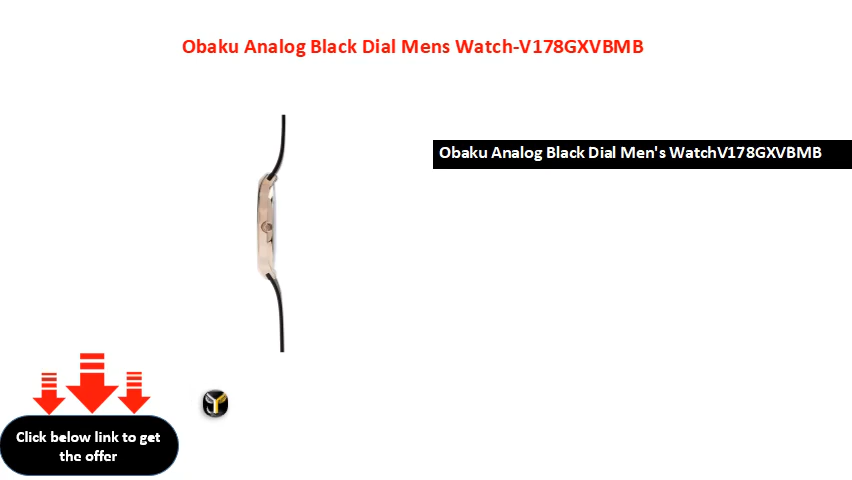 Obaku Analog Black Dial Mens Watch-V178GXVBMB
Obaku Analog Black Dial Men's WatchV178GXVBMB
Click below link to get
the offer